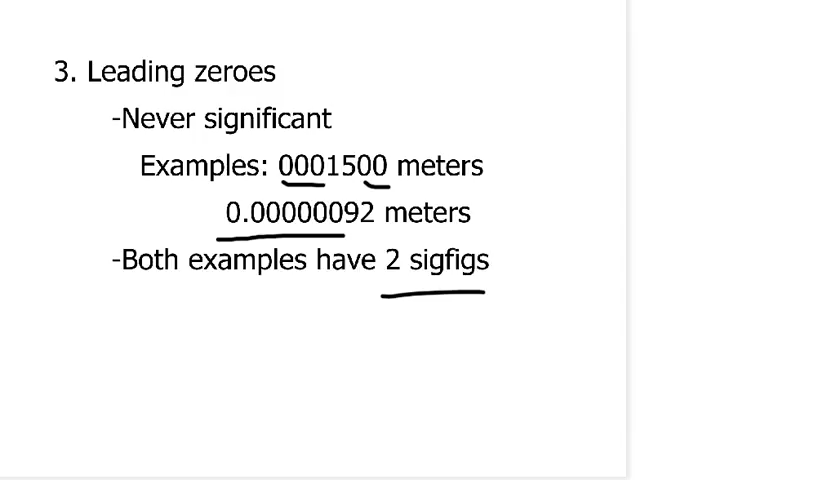 3. Leading zeroes
-Never significant
Examples: 0001500 meters
0.00000092 meters
-Both examples have 2 sigfigs